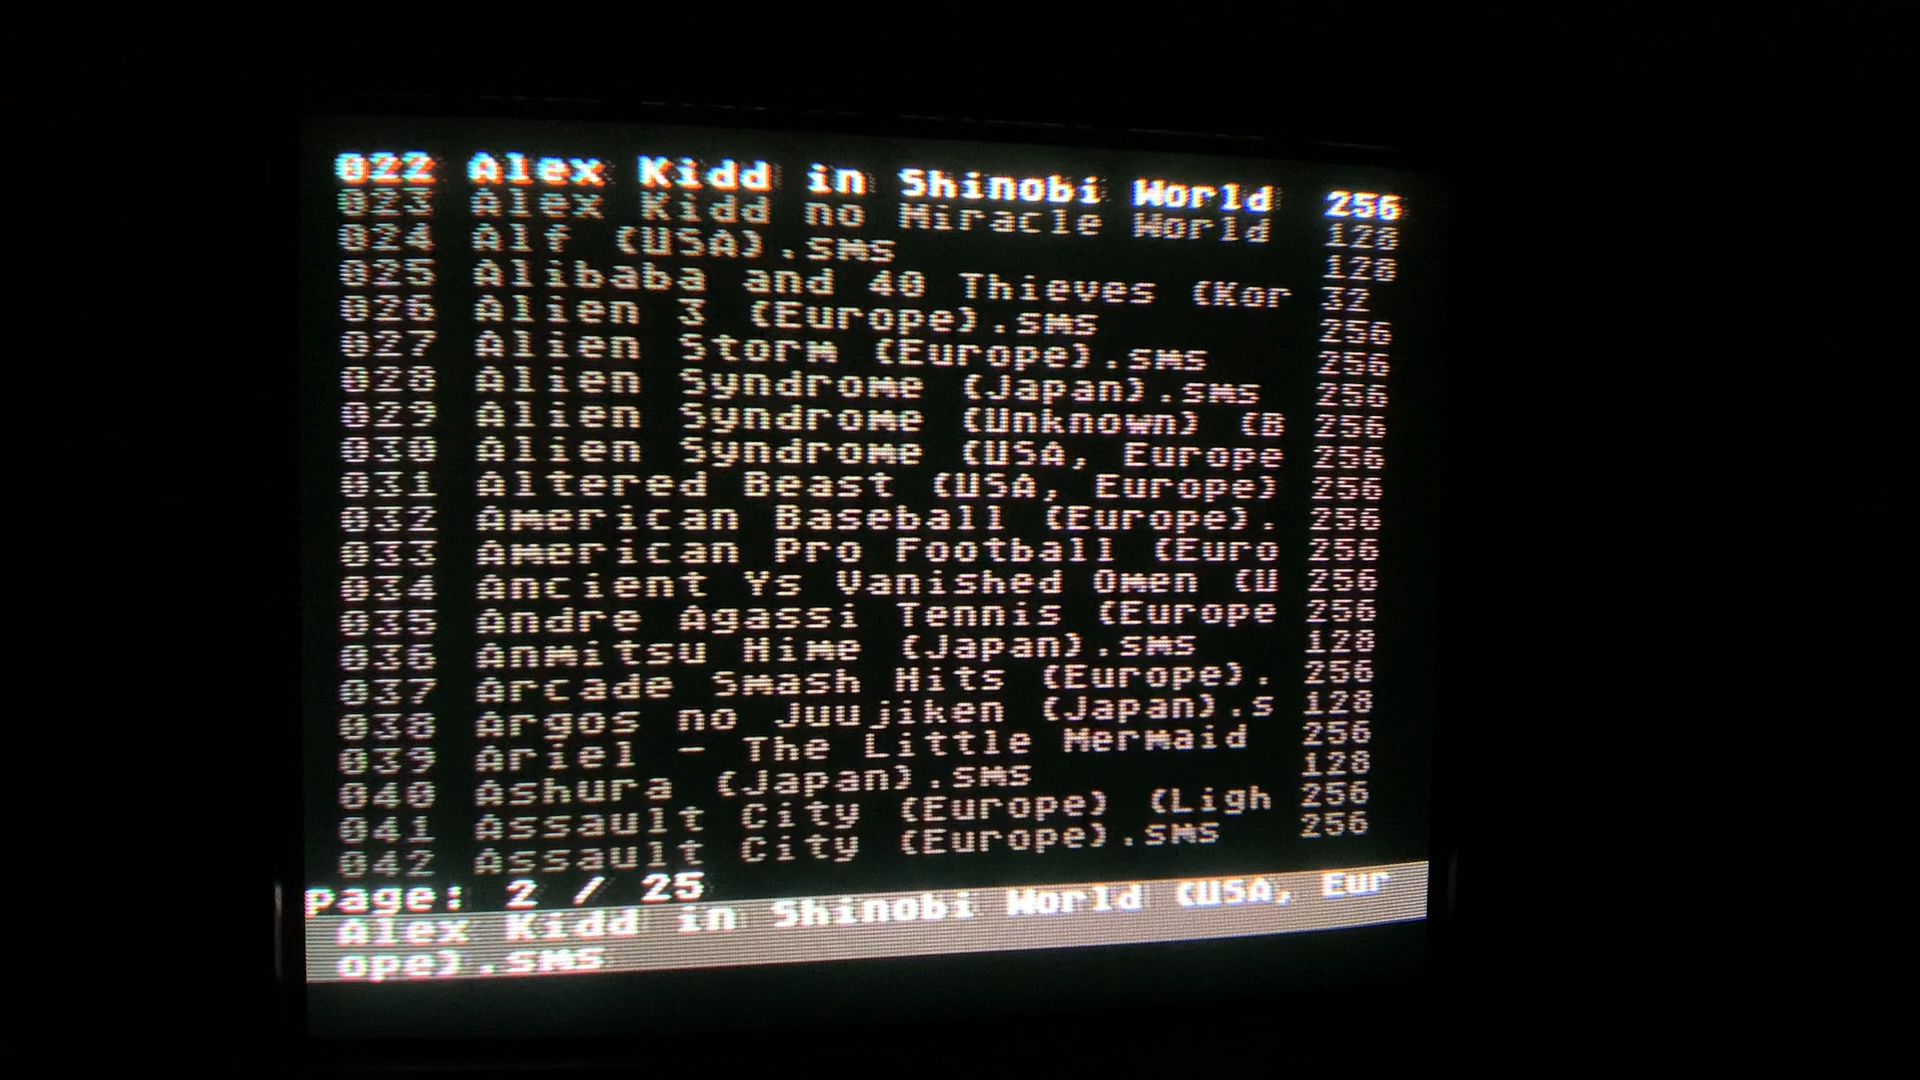 022 Alex Kidd in Shinobi World 256
023 Alex Kidd no Miracle World 128
024 Alf (USA).sms 128
025 Alibaba and 40 Thieves (Kor 32
026 Alien 3 (Europe).sms 256
027 Alien Storm (Europe).sms 256
028 Alien Syndrome (Japan).sms 256
029 Alien Syndrome (Unknown) (B 256
030 Alien Syndrome (USA, Europe 256
031 Altered Beast (USA, Europe) 256
032 American Baseball (Europe). 256
033 American Pro Football (Euro 256
034 Ancient Ys Vanished Omen (U 256
035 Andre Agassi Tennis (Europe 256
036 Anmitsu Hime (Japan).sms 128
037 Arcade Smash Hits (Europe). 256
038 Argos no Juujiken (Japan).s 128
039 Ariel - The Little Mermaid 256
040 Ashura (Japan).sms 128
041 Assault City (Europe) (Ligh 256
042 Assault City (Europe).sms 256
page: 2 / 25
Alex Kidd in Shinobi World (USA, Eur
ope).sms